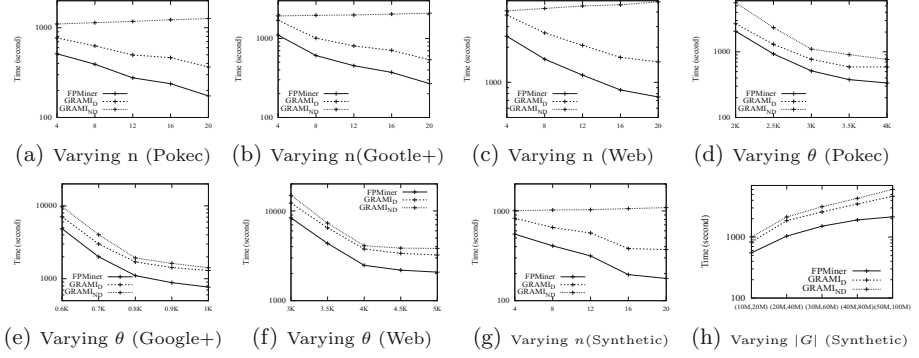 Time (second)
1000
100
FPMiner
GRAMI_D
GRAMI_ND
4 8 12 16 20
(a) Varying n (Pokec)
Time (second)
1000
100
FPMiner
GRAMI_D
GRAMI_ND
4 8 12 16 20
(b) Varying n(Gootle+)
Time (second)
1000
FPMiner
GRAMI_D
GRAMI_ND
4 8 12 16 20
(c) Varying n (Web)
Time (second)
1000
100
FPMiner
GRAMI_D
GRAMI_ND
2K 2.5K 3K 3.5K 4K
(d) Varying θ (Pokec)
Time (second)
10000
1000
FPMiner
GRAMI_D
GRAMI_ND
0.6K 0.7K 0.8K 0.9K 1K
(e) Varying θ (Google+)
Time (second)
10000
1000
FPMiner
GRAMI_D
GRAMI_ND
3K 3.5K 4K 4.5K 5K
(f) Varying θ (Web)
Time (second)
1000
100
FPMiner
GRAMI_D
GRAMI_ND
4 8 12 16 20
(g) Varying n(Synthetic)
Time (second)
1000
100
FPMiner
GRAMI_D
GRAMI_ND
(10M,20M) (20M,40M) (30M,60M) (40M,80M) (50M,100M)
(h) Varying |G| (Synthetic)